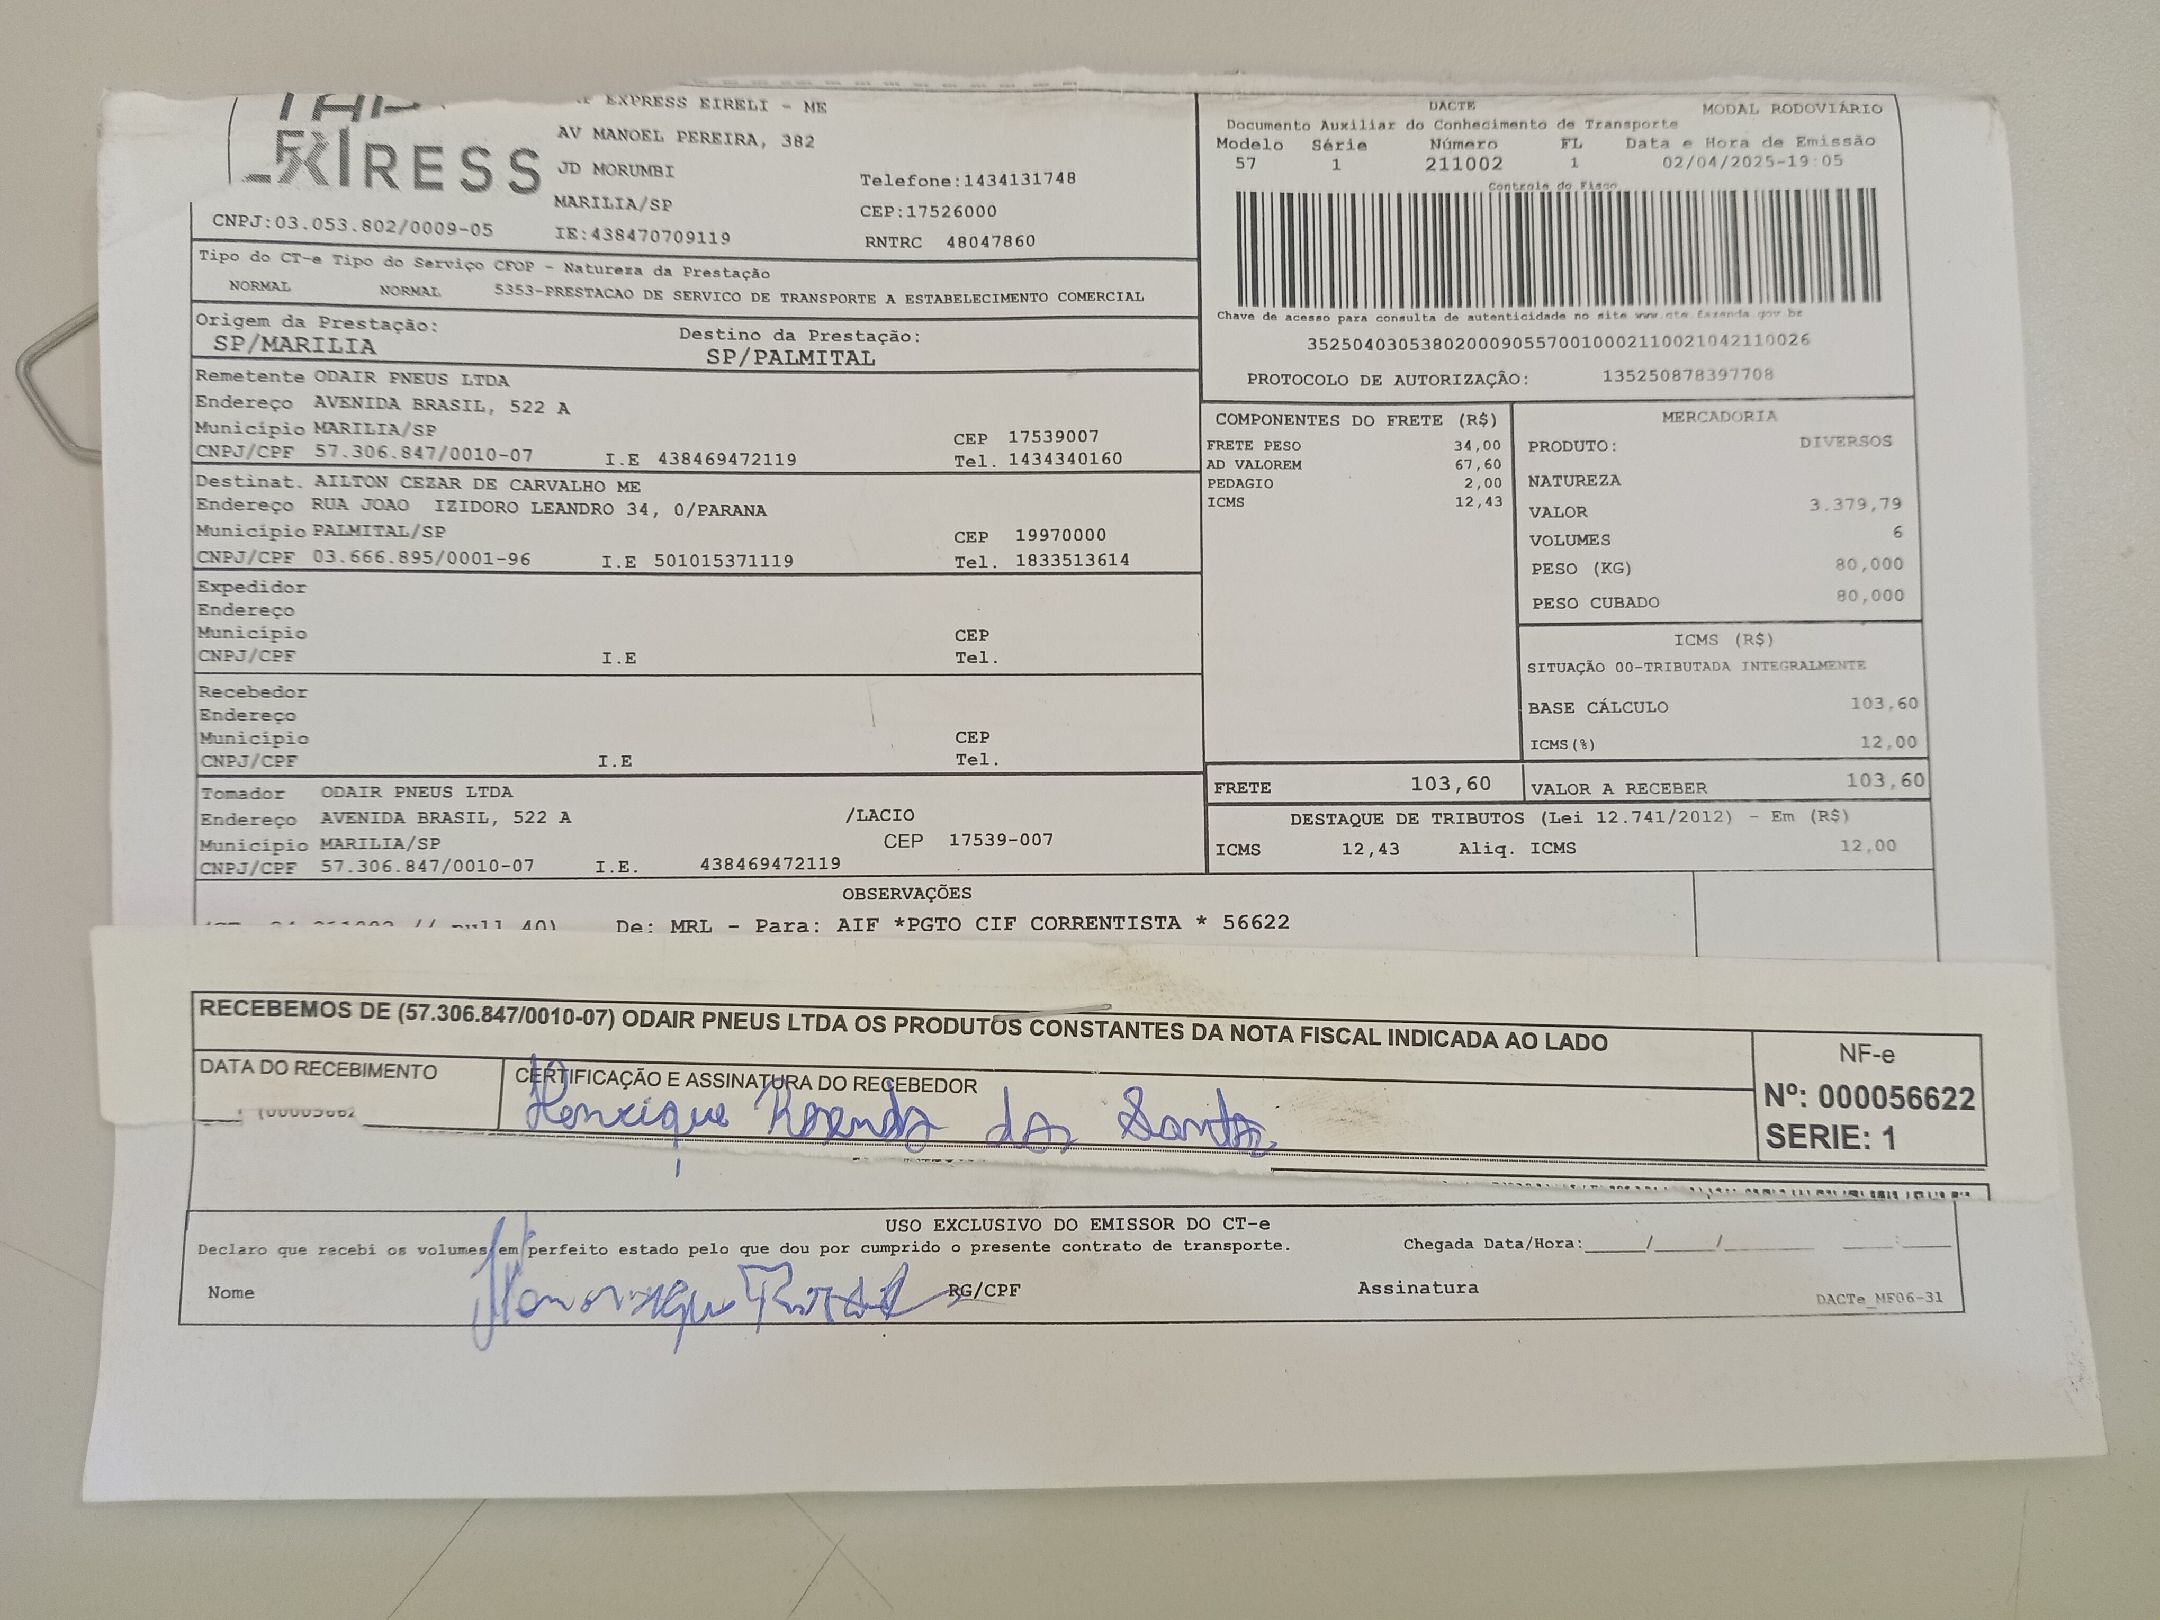 EXPRESS EIRELI - ME
AV MANOEL PEREIRA, 382
JD MORUMBI
MARILIA/SP
Telefone:1434131748
CEP:17526000
CNPJ:03.053.802/0009-05
IE:438470709119
RNTRC 48047860
DACTE
MODAL RODOVIÁRIO
Documento Auxiliar do Conhecimento de Transporte
Modelo Série Número FL Data e Hora de Emissão
57 1 211002 1 02/04/2025-19:05
Controle do Fisco
Chave de acesso para consulta de autenticidade no site www.cte.fazenda.gov.br
35250403053802000905570010002110021042110026
PROTOCOLO DE AUTORIZAÇÃO: 135250878397708
Tipo do CT-e Tipo do Serviço CFOP - Natureza da Prestação
NORMAL NORMAL 5353-PRESTACAO DE SERVICO DE TRANSPORTE A ESTABELECIMENTO COMERCIAL
Origem da Prestação: Destino da Prestação:
SP/MARILIA SP/PALMITAL
Remetente ODAIR PNEUS LTDA
Endereço AVENIDA BRASIL, 522 A
Município MARILIA/SP CEP 17539007
CNPJ/CPF 57.306.847/0010-07 I.E 438469472119 Tel. 1434340160
Destinat. AILTON CEZAR DE CARVALHO ME
Endereço RUA JOAO IZIDORO LEANDRO 34, 0/PARANA
Município PALMITAL/SP CEP 19970000
CNPJ/CPF 03.666.895/0001-96 I.E 501015371119 Tel. 1833513614
Expedidor
Endereço
Município CEP
CNPJ/CPF I.E Tel.
Recebedor
Endereço
Município CEP
CNPJ/CPF I.E Tel.
Tomador ODAIR PNEUS LTDA
Endereço AVENIDA BRASIL, 522 A /LACIO
Município MARILIA/SP CEP 17539-007
CNPJ/CPF 57.306.847/0010-07 I.E. 438469472119
COMPONENTES DO FRETE (R$)
FRETE PESO 34,00
AD VALOREM 67,60
PEDAGIO 2,00
ICMS 12,43
MERCADORIA
PRODUTO: DIVERSOS
NATUREZA
VALOR 3.379,79
VOLUMES 6
PESO (KG) 80,000
PESO CUBADO 80,000
ICMS (R$)
SITUAÇÃO 00-TRIBUTADA INTEGRALMENTE
BASE CÁLCULO 103,60
ICMS(%) 12,00
FRETE 103,60 VALOR A RECEBER 103,60
DESTAQUE DE TRIBUTOS (Lei 12.741/2012) - Em (R$)
ICMS 12,43 Aliq. ICMS 12,00
OBSERVAÇÕES
De: MRL - Para: AIF *PGTO CIF CORRENTISTA * 56622
RECEBEMOS DE (57.306.847/0010-07) ODAIR PNEUS LTDA OS PRODUTOS CONSTANTES DA NOTA FISCAL INDICADA AO LADO
DATA DO RECEBIMENTO
CERTIFICAÇÃO E ASSINATURA DO RECEBEDOR
Henrique Rosendo dos Santos
NF-e
Nº: 000056622
SERIE: 1
USO EXCLUSIVO DO EMISSOR DO CT-e
Declaro que recebi os volumes em perfeito estado pelo que dou por cumprido o presente contrato de transporte.
Chegada Data/Hora:____/____/______ ____:____
Nome RG/CPF Assinatura
DACTe_MF06-31